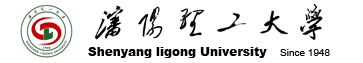 瀋陽理工大學
Shenyang ligong University Since 1948